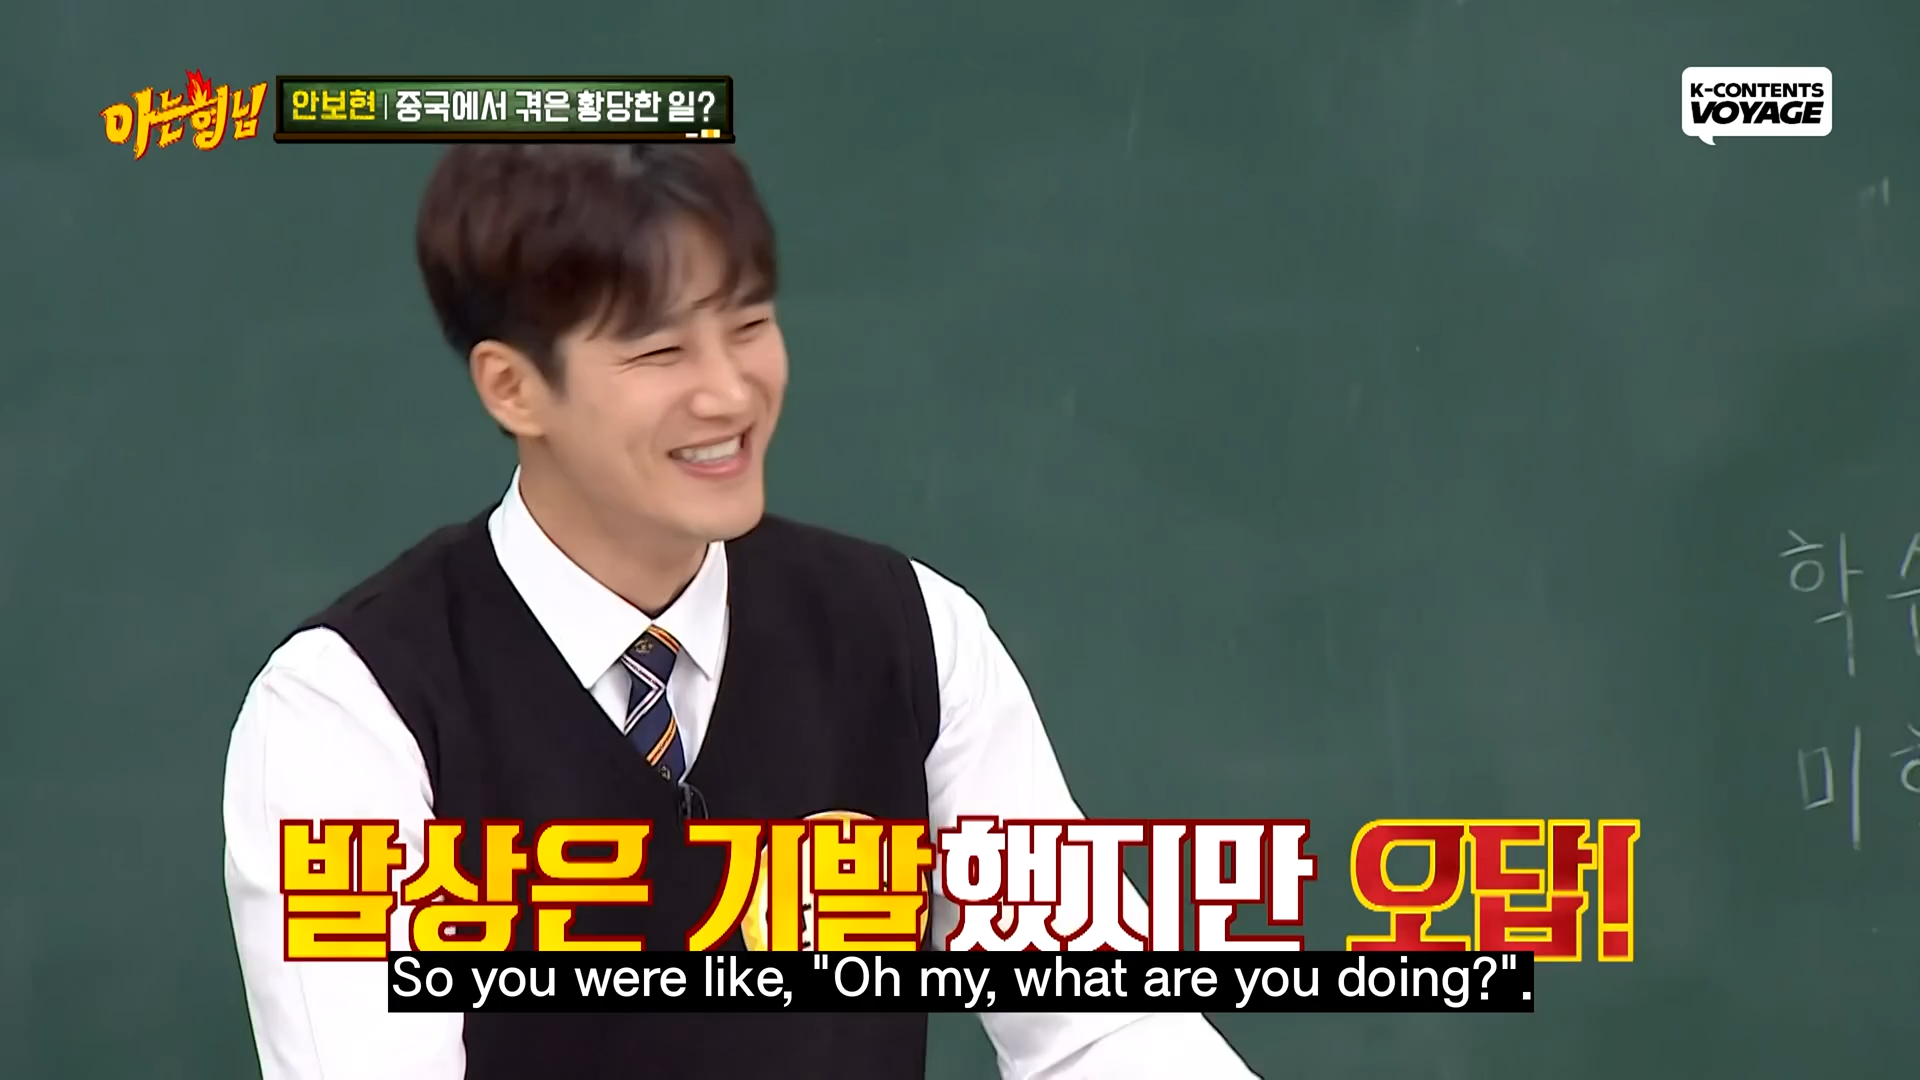 아는형님
안보현 | 중국에서 겪은 황당한 일?
K-CONTENTS
VOYAGE
학
미
발상은 기발했지만 오답!
So you were like, "Oh my, what are you doing?".